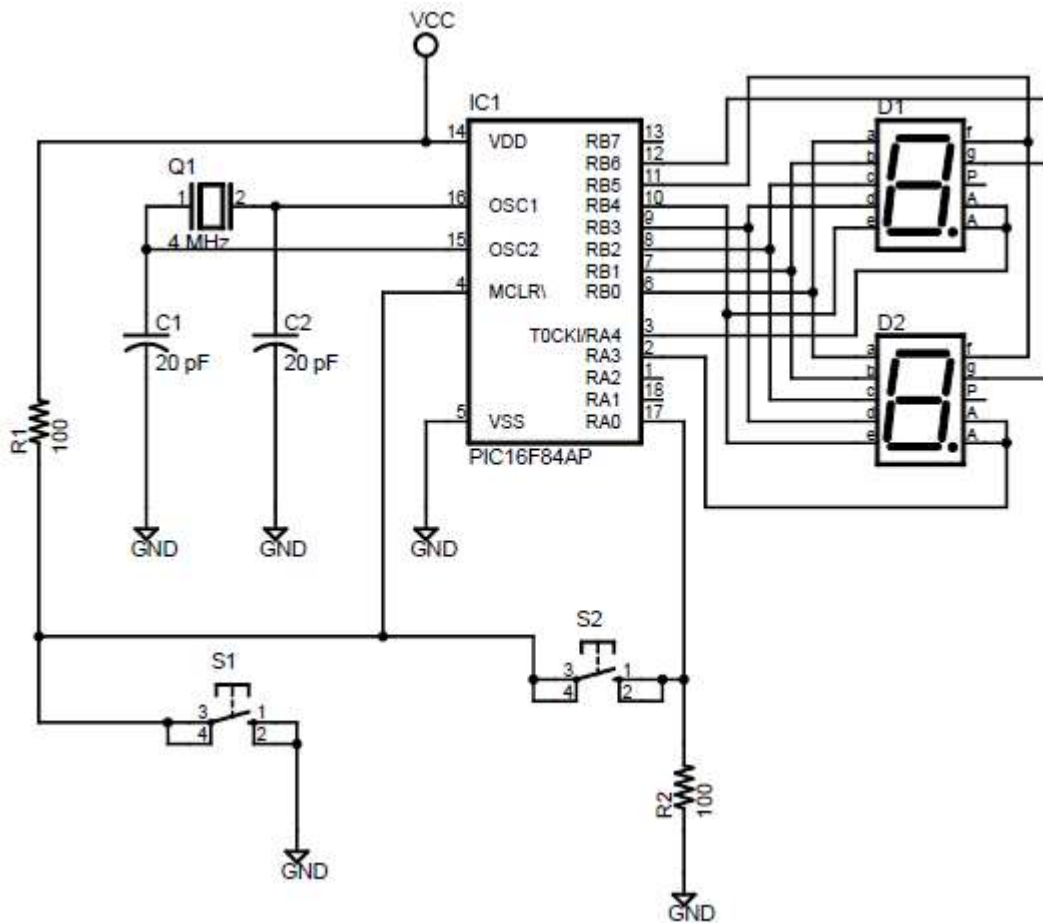 VCC
IC1
14 VDD
16 OSC1
15 OSC2
4 MCLR\
5 VSS
RB7 13
RB6 12
RB5 11
RB4 10
RB3 9
RB2 8
RB1 7
RB0 6
T0CKI/RA4 3
RA3 2
RA2 1
RA1 18
RA0 17
PIC16F84AP
Q1
1 2
4 MHz
C1
20 pF
C2
20 pF
R1
100
GND
GND
GND
D1
a f
b g
c P
d A
e A
D2
a f
b g
c P
d A
e A
S1
3 1
4 2
GND
S2
3 1
4 2
R2
100
GND